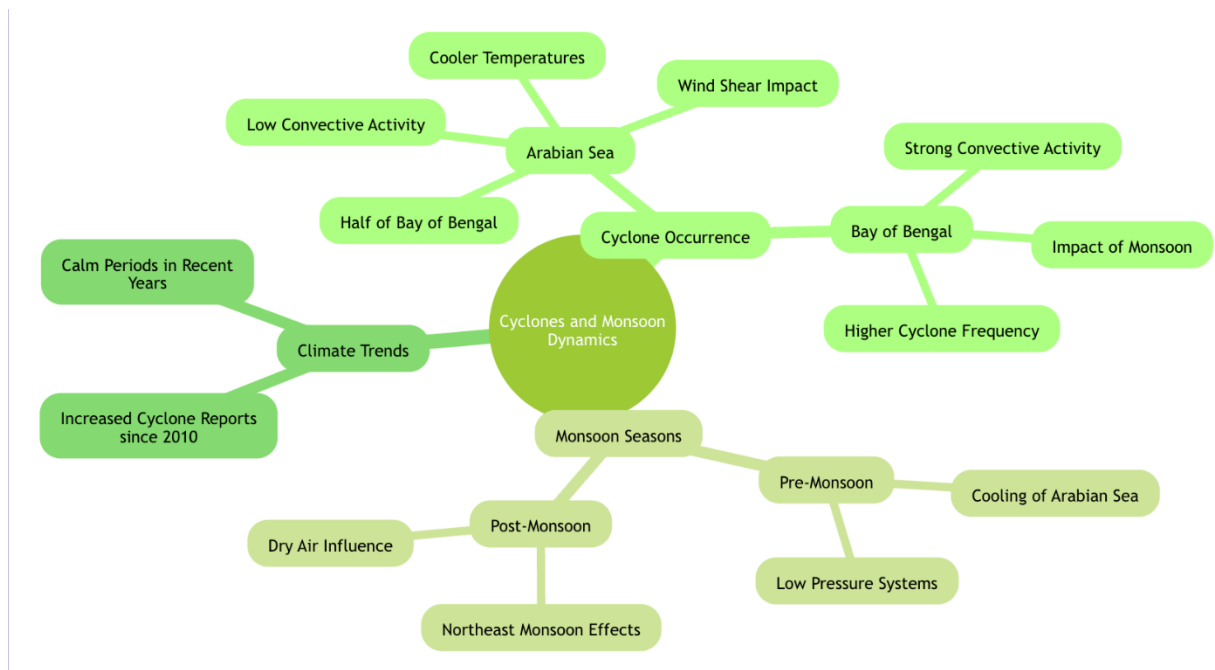 Cooler Temperatures
Wind Shear Impact
Low Convective Activity
Arabian Sea
Strong Convective Activity
Half of Bay of Bengal
Cyclone Occurrence
Bay of Bengal
Impact of Monsoon
Calm Periods in Recent
Years
Cyclones and Monsoon
Dynamics
Higher Cyclone Frequency
Climate Trends
Increased Cyclone Reports
since 2010
Monsoon Seasons
Pre-Monsoon
Cooling of Arabian Sea
Post-Monsoon
Dry Air Influence
Low Pressure Systems
Northeast Monsoon Effects